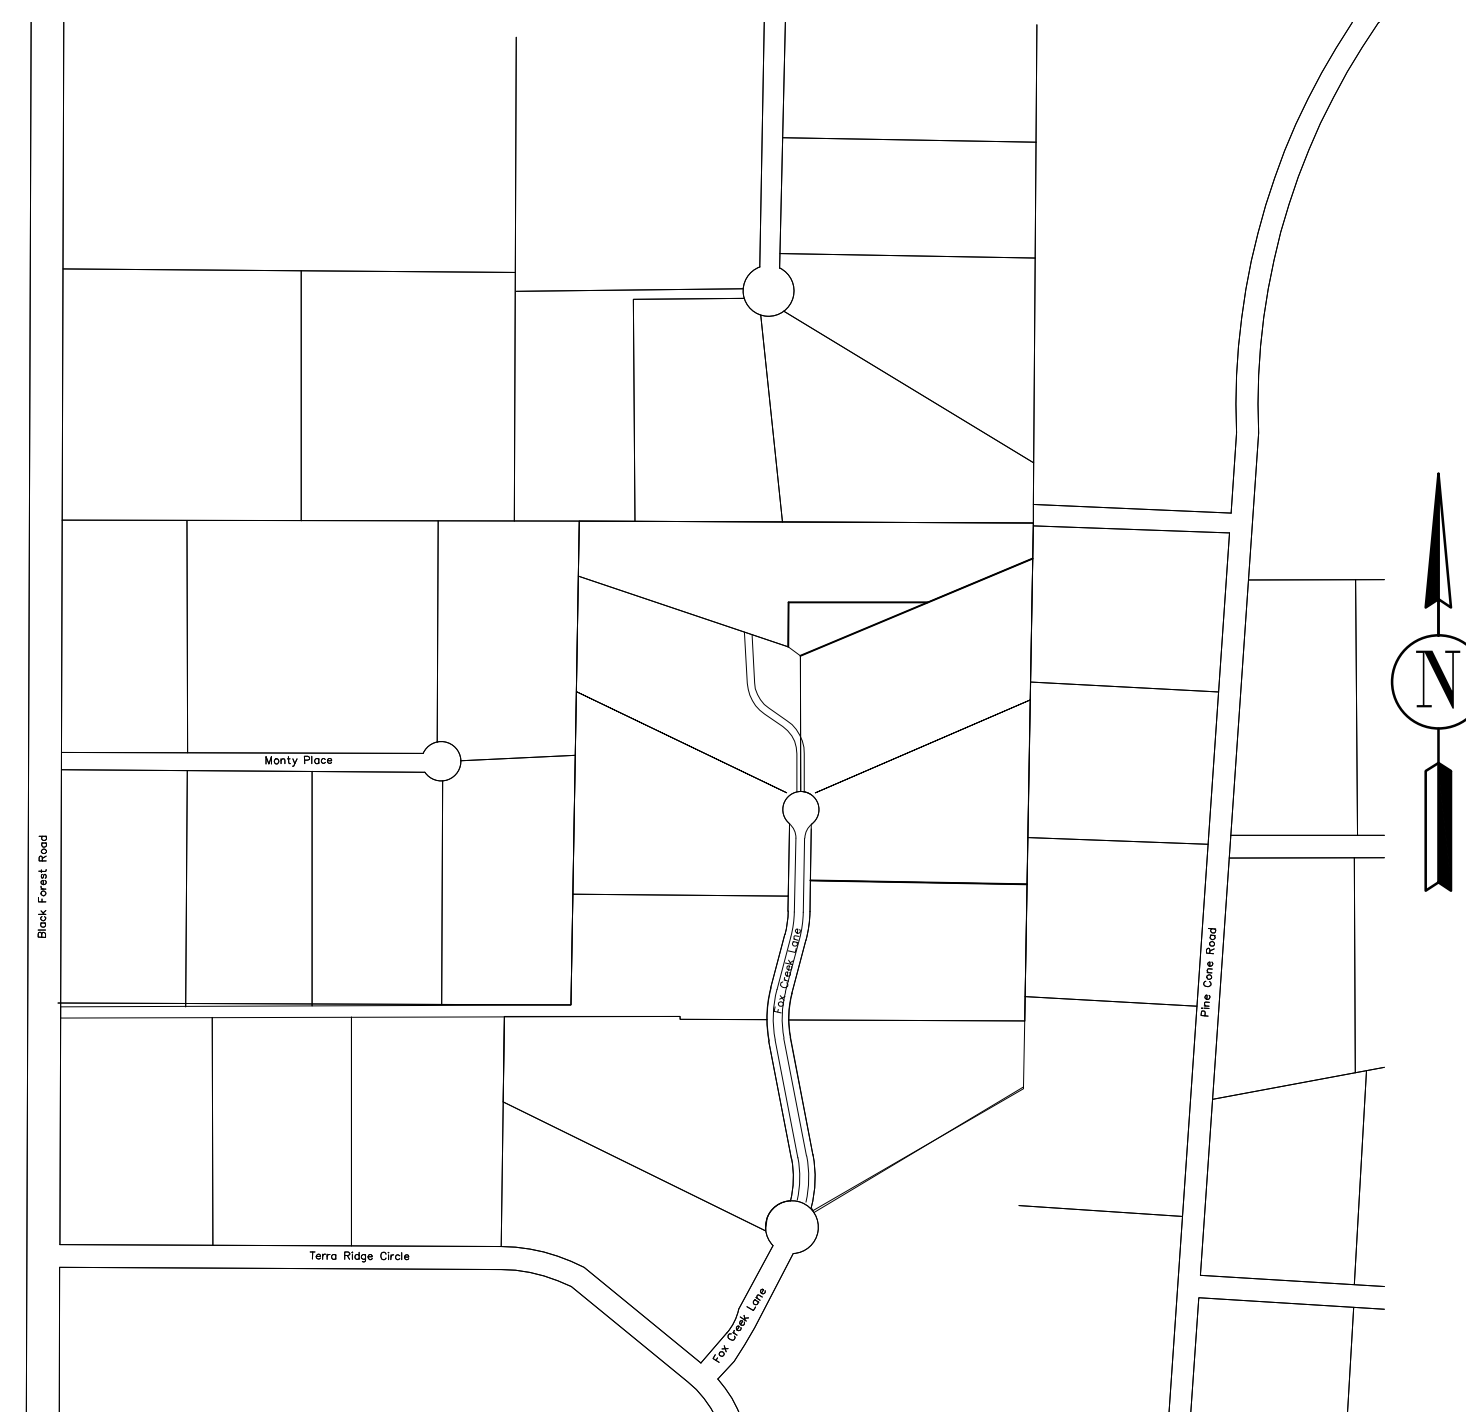 N
Monty Place
Black Forest Road
Fox Creek Lane
Pine Cone Road
Terra Ridge Circle
Fox Creek Lane